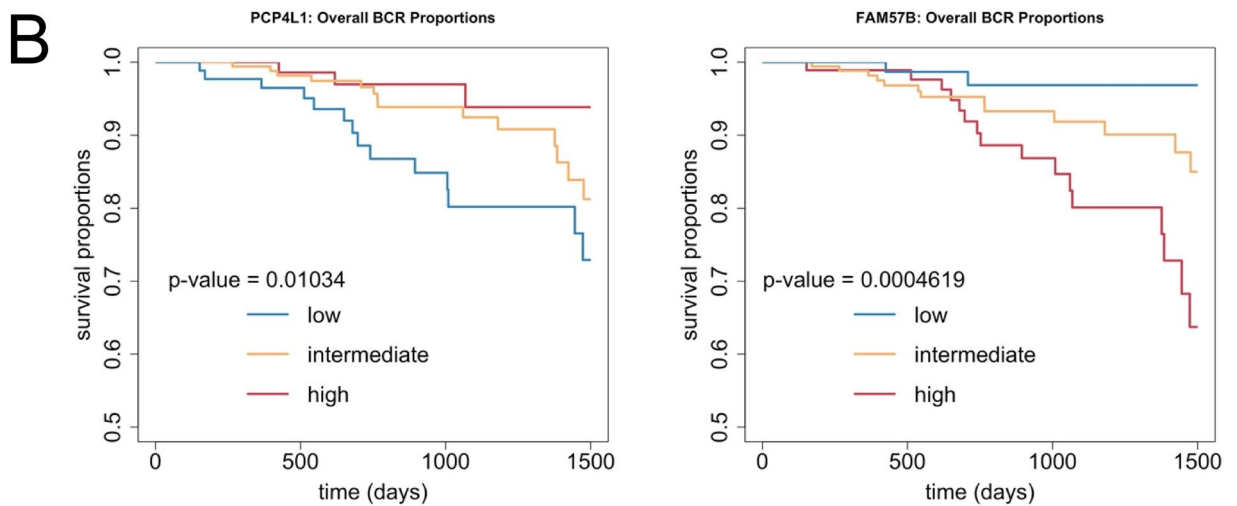 B
PCP4L1: Overall BCR Proportions
survival proportions
1.0
0.9
0.8
0.7
0.6
0.5
p-value = 0.01034
low
intermediate
high
0 500 1000 1500
time (days)
FAM57B: Overall BCR Proportions
survival proportions
1.0
0.9
0.8
0.7
0.6
0.5
p-value = 0.0004619
low
intermediate
high
0 500 1000 1500
time (days)